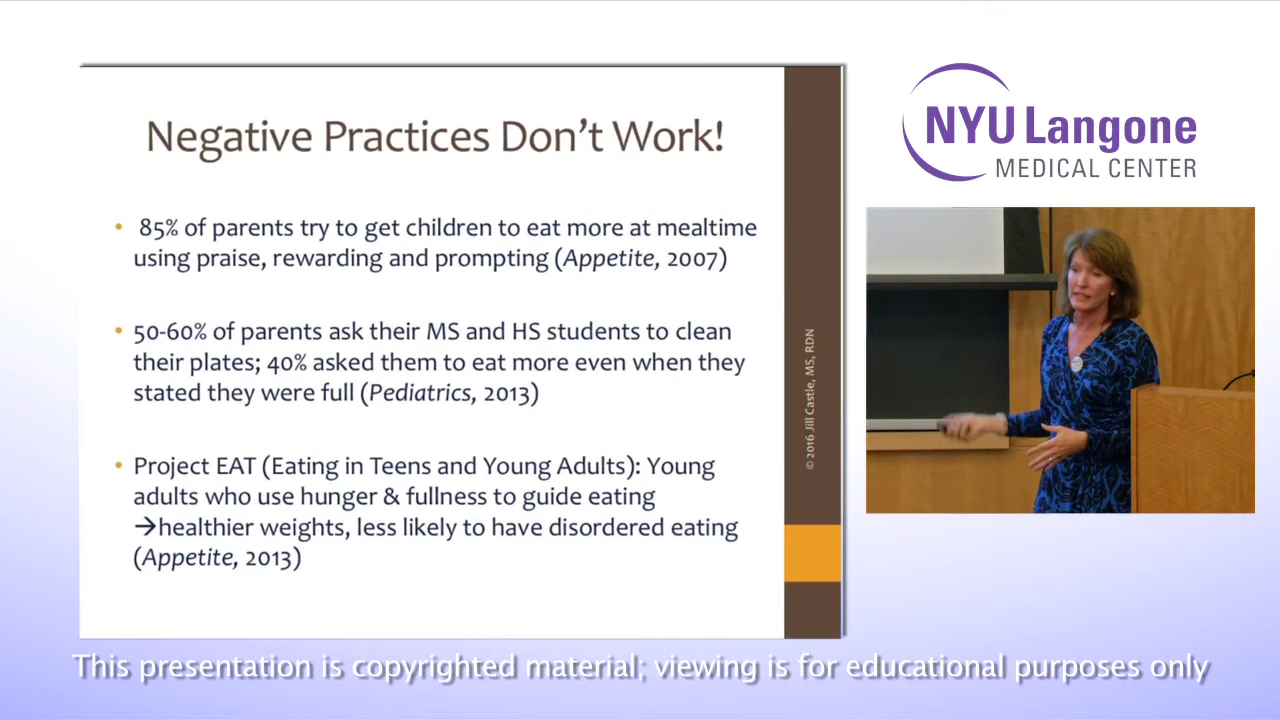 Negative Practices Don't Work!
• 85% of parents try to get children to eat more at mealtime
using praise, rewarding and prompting (Appetite, 2007)
• 50-60% of parents ask their MS and HS students to clean
their plates; 40% asked them to eat more even when they
stated they were full (Pediatrics, 2013)
• Project EAT (Eating in Teens and Young Adults): Young
adults who use hunger & fullness to guide eating
→healthier weights, less likely to have disordered eating
(Appetite, 2013)
© 2016 Jill Castle, MS, RDN
NYU Langone
MEDICAL CENTER
This presentation is copyrighted material; viewing is for educational purposes only